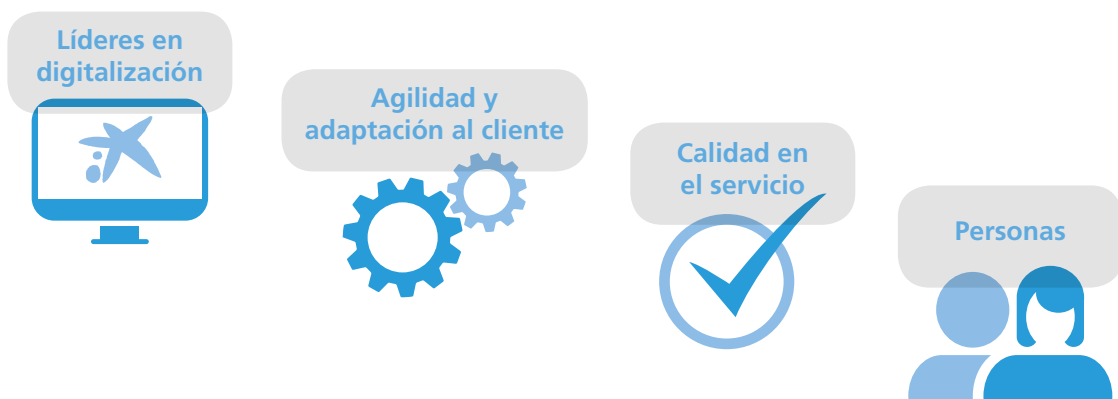 Líderes en
digitalización
Agilidad y
adaptación al cliente
Calidad en
el servicio
Personas